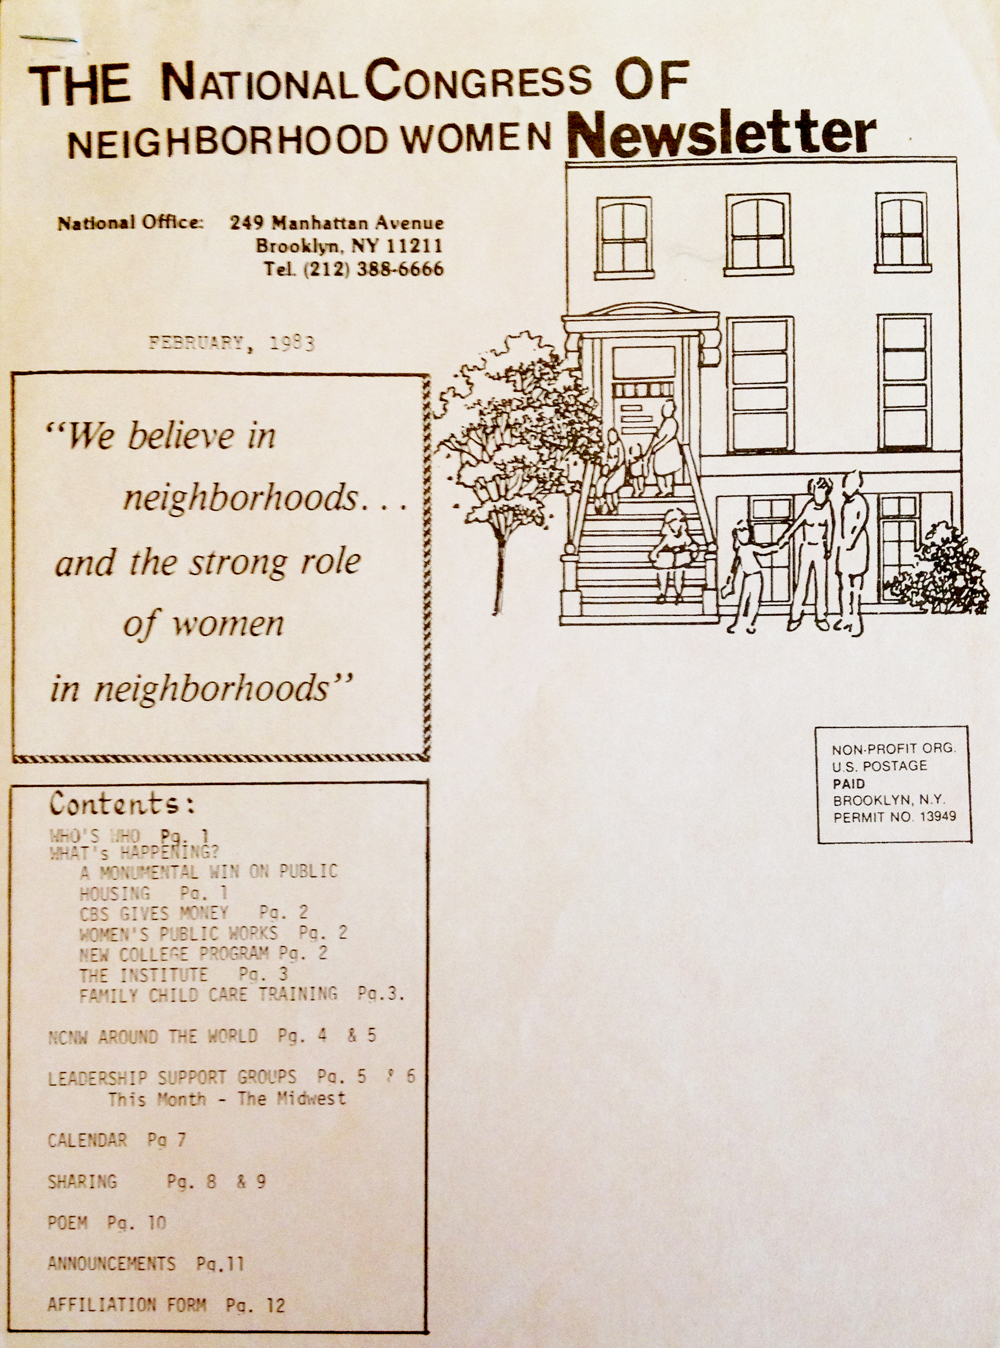 THE NATIONAL CONGRESS OF
NEIGHBORHOOD WOMEN Newsletter
National Office: 249 Manhattan Avenue
Brooklyn, NY 11211
Tel. (212) 388-6666
FEBRUARY, 1983
“We believe in
neighborhoods...
and the strong role
of women
in neighborhoods”
NON-PROFIT ORG.
U.S. POSTAGE
PAID
BROOKLYN, N.Y.
PERMIT NO. 13949
Contents:
WHO'S WHO Pg. 1
WHAT's HAPPENING?
A MONUMENTAL WIN ON PUBLIC
HOUSING Pg. 1
CBS GIVES MONEY Pg. 2
WOMEN'S PUBLIC WORKS Pg. 2
NEW COLLEGE PROGRAM Pg. 2
THE INSTITUTE Pg. 3
FAMILY CHILD CARE TRAINING Pg.3.
NCNW AROUND THE WORLD Pg. 4 & 5
LEADERSHIP SUPPORT GROUPS Pg. 5 & 6
This Month - The Midwest
CALENDAR Pg 7
SHARING Pg. 8 & 9
POEM Pg. 10
ANNOUNCEMENTS Pg.11
AFFILIATION FORM Pg. 12